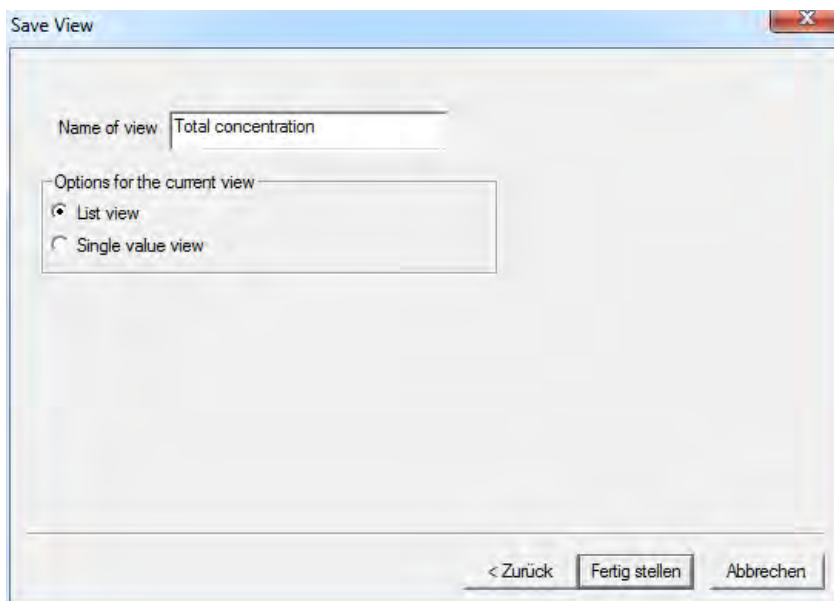 Save View
Name of view Total concentration
Options for the current view
List view
Single value view
< Zurück Fertig stellen Abbrechen